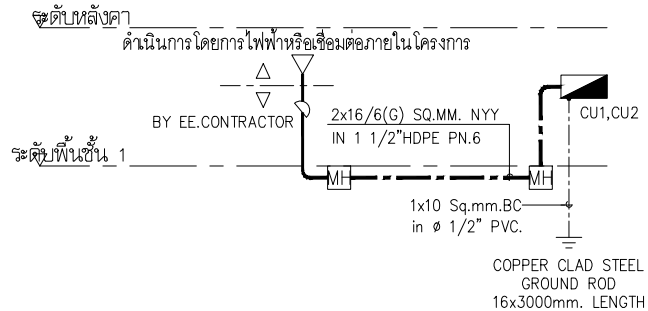 ระดับหลังคา
ดำเนินการโดยการไฟฟ้าหรือเชื่อมต่อภายในโครงการ
BY EE.CONTRACTOR
2x16/6(G) SQ.MM. NYY
IN 1 1/2"HDPE PN.6
CU1,CU2
ระดับพื้นชั้น 1
MH
MH
1x10 Sq.mm.BC
in ø 1/2" PVC.
COPPER CLAD STEEL
GROUND ROD
16x3000mm. LENGTH